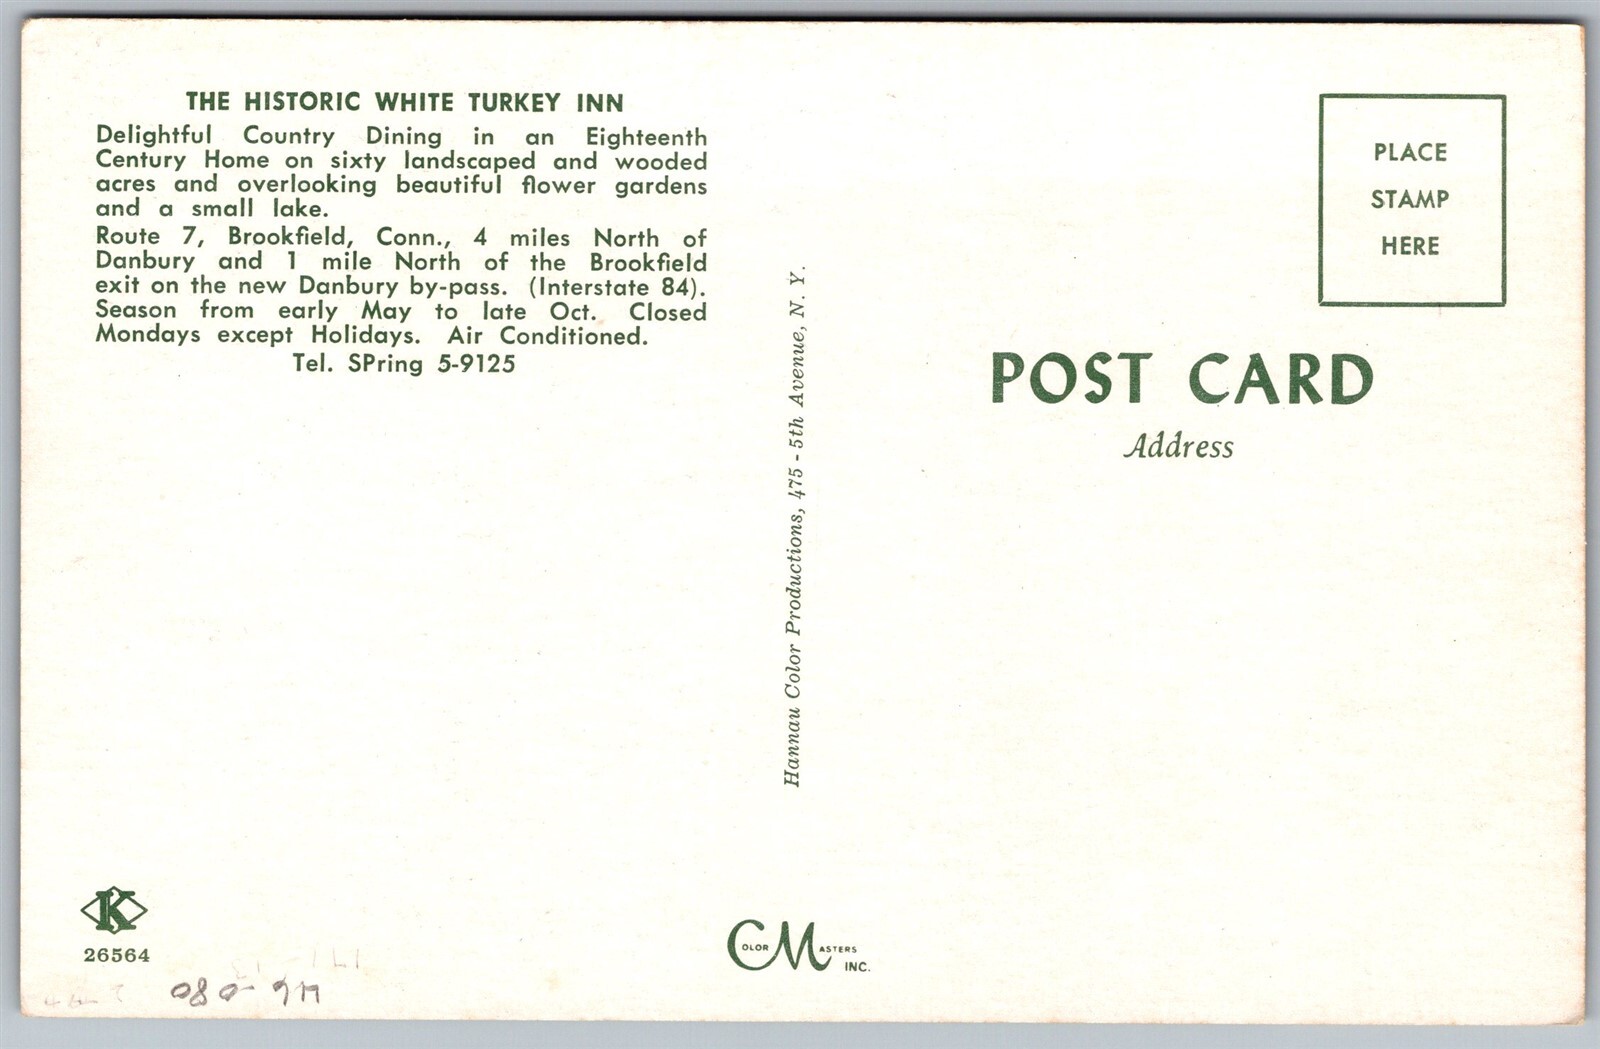 THE HISTORIC WHITE TURKEY INN
Delightful Country Dining in an Eighteenth
Century Home on sixty landscaped and wooded
acres and overlooking beautiful flower gardens
and a small lake.
Route 7, Brookfield, Conn., 4 miles North of
Danbury and 1 mile North of the Brookfield
exit on the new Danbury by-pass. (Interstate 84).
Season from early May to late Oct. Closed
Mondays except Holidays. Air Conditioned.
Tel. SPring 5-9125
Hannau Color Productions, 475 - 5th Avenue, N. Y.
PLACE
STAMP
HERE
POST CARD
Address
K
26564
COLOR MASTERS
INC.